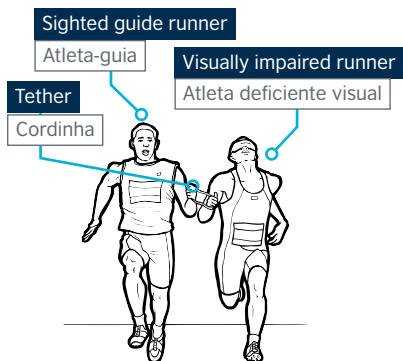 Sighted guide runner
Atleta-guia
Visually impaired runner
Atleta deficiente visual
Tether
Cordinha